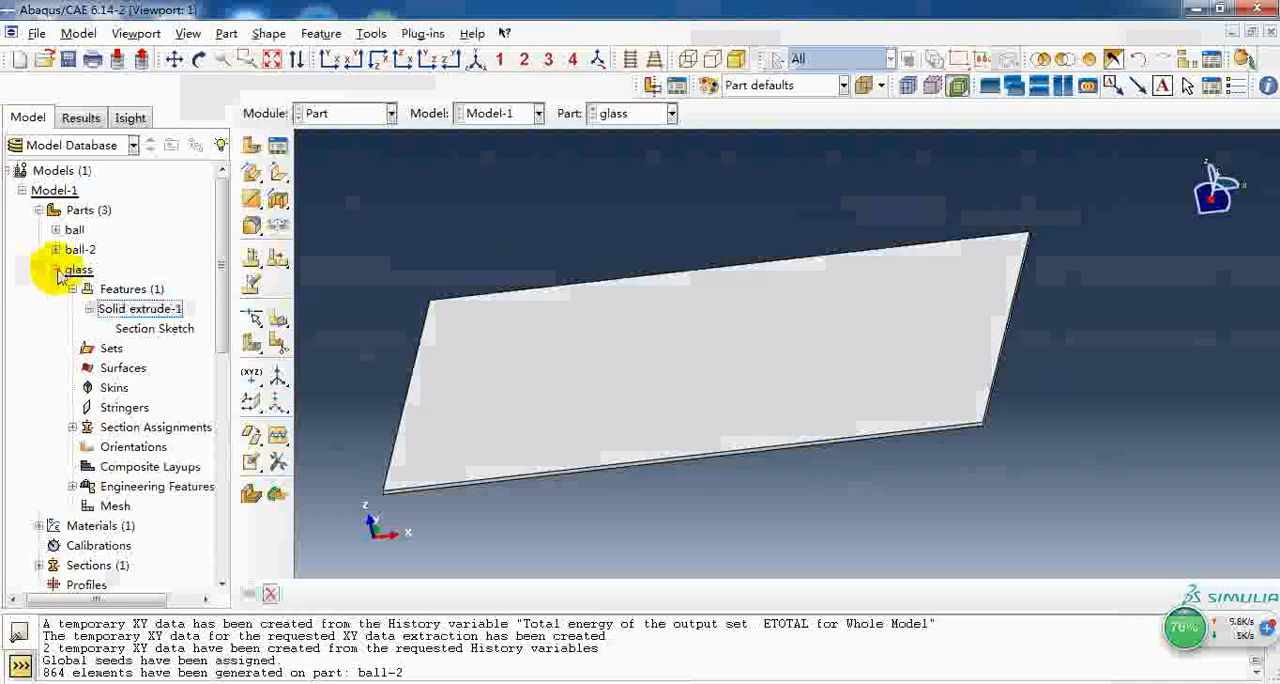 Abaqus/CAE 6.14-2 [Viewport: 1]
File Model Viewport View Part Shape Feature Tools Plug-ins Help
1 2 3 4 All
Part defaults
Model Results Isight Module: Part Model: Model-1 Part: glass
Model Database
Models (1)
Model-1
Parts (3)
ball
ball-2
glass
Features (1)
Solid extrude-1
Section Sketch
Sets
Surfaces
Skins
Stringers
Section Assignments
Orientations
Composite Layups
Engineering Features
Mesh
Materials (1)
Calibrations
Sections (1)
Profiles
(XYZ)
Z
X
SIMULIA
A temporary XY data has been created from the History variable "Total energy of the output set ETOTAL for Whole Model"
The temporary XY data for the requested XY data extraction has been created
2 temporary XY data have been created from the requested History variables
Global seeds have been assigned.
864 elements have been generated on part: ball-2
76%